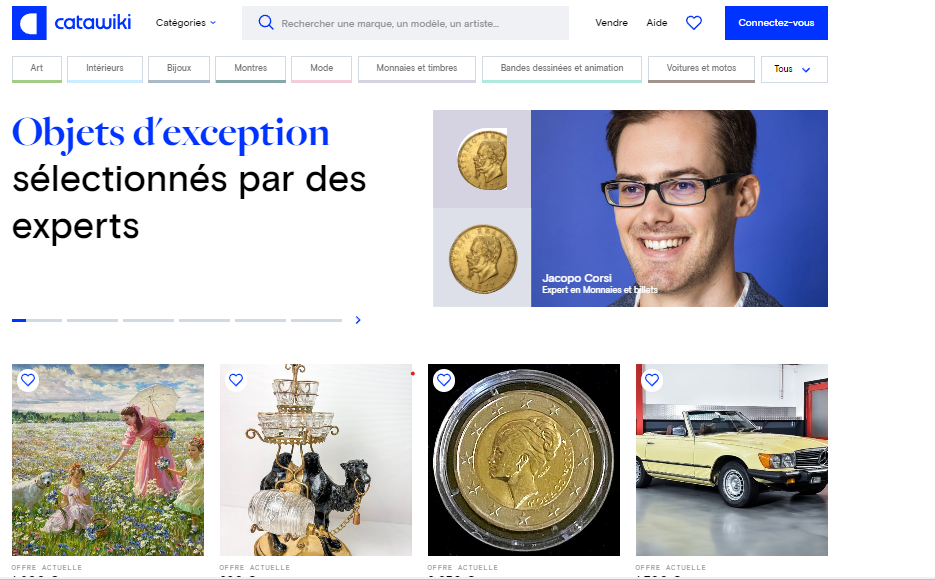 catawiki
Catégories
Rechercher une marque, un modèle, un artiste...
Vendre
Aide
Connectez-vous
Art
Intérieurs
Bijoux
Montres
Mode
Monnaies et timbres
Bandes dessinées et animation
Voitures et motos
Tous
Objets d'exception
sélectionnés par des
experts
Jacopo Corsi
Expert en Monnaies et billets
OFFRE ACTUELLE
OFFRE ACTUELLE
OFFRE ACTUELLE
OFFRE ACTUELLE